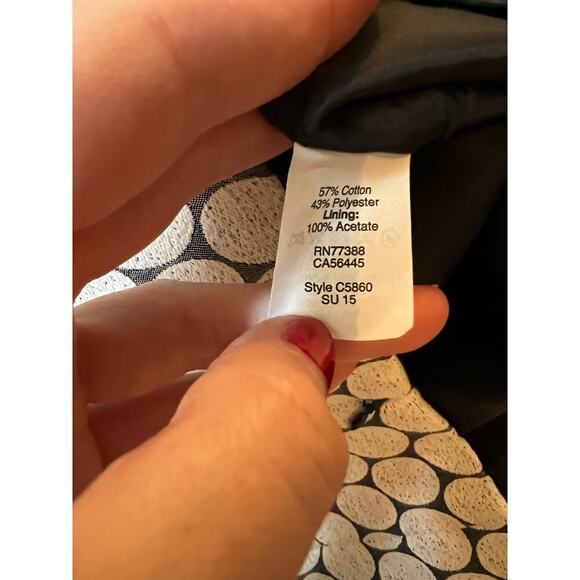 57% Cotton
43% Polyester
Lining:
100% Acetate
RN77388
CA56445
Style C5860
SU 15